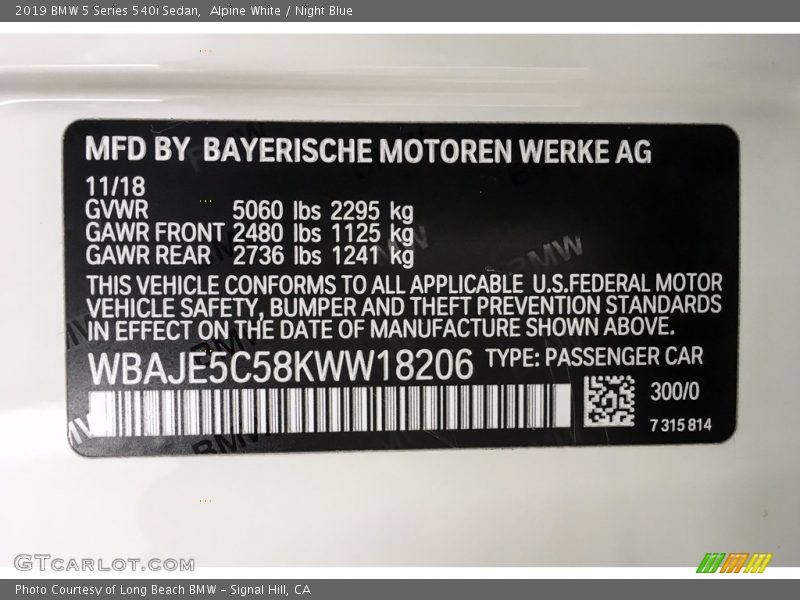 2019 BMW 5 Series 540i Sedan,  Alpine White / Night Blue
MFD BY BAYERISCHE MOTOREN WERKE AG
11/18
GVWR 5060 lbs 2295 kg
GAWR FRONT 2480 lbs 1125 kg
GAWR REAR 2736 lbs 1241 kg
THIS VEHICLE CONFORMS TO ALL APPLICABLE U.S.FEDERAL MOTOR
VEHICLE SAFETY, BUMPER AND THEFT PREVENTION STANDARDS
IN EFFECT ON THE DATE OF MANUFACTURE SHOWN ABOVE.
WBAJE5C58KWW18206 TYPE: PASSENGER CAR
300/0
7 315 814
BMW
BMW
BMW
GTCARLOT.COM
Photo Courtesy of Long Beach BMW – Signal Hill, CA